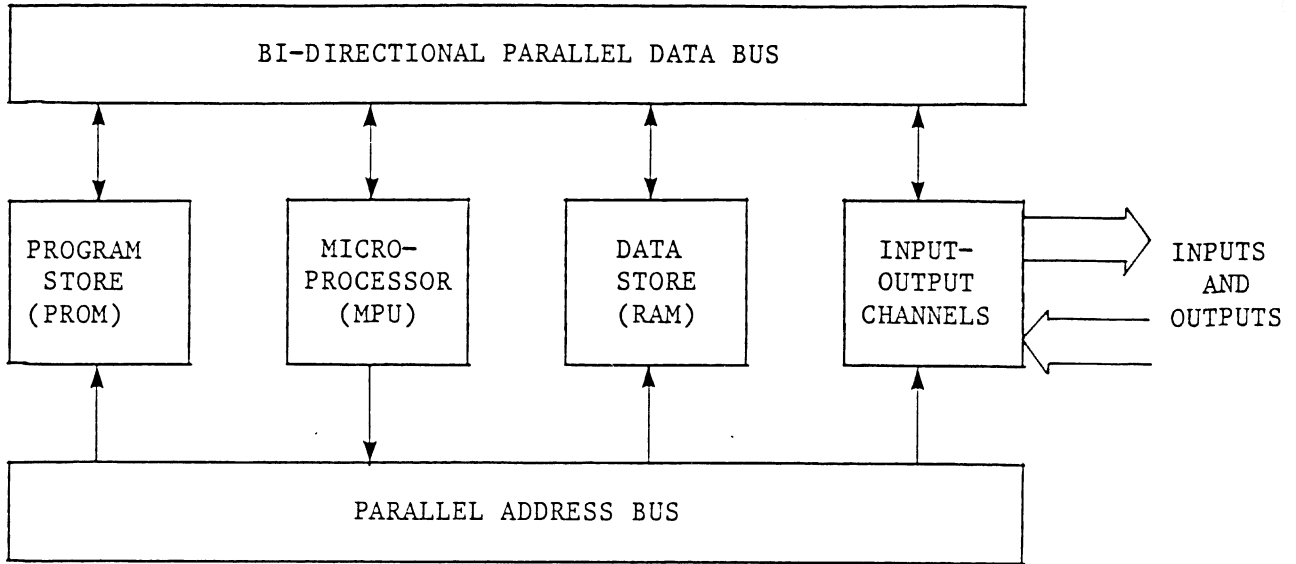 BI-DIRECTIONAL PARALLEL DATA BUS
PROGRAM
STORE
(PROM)
MICRO-
PROCESSOR
(MPU)
DATA
STORE
(RAM)
INPUT-
OUTPUT
CHANNELS
INPUTS
AND
OUTPUTS
PARALLEL ADDRESS BUS